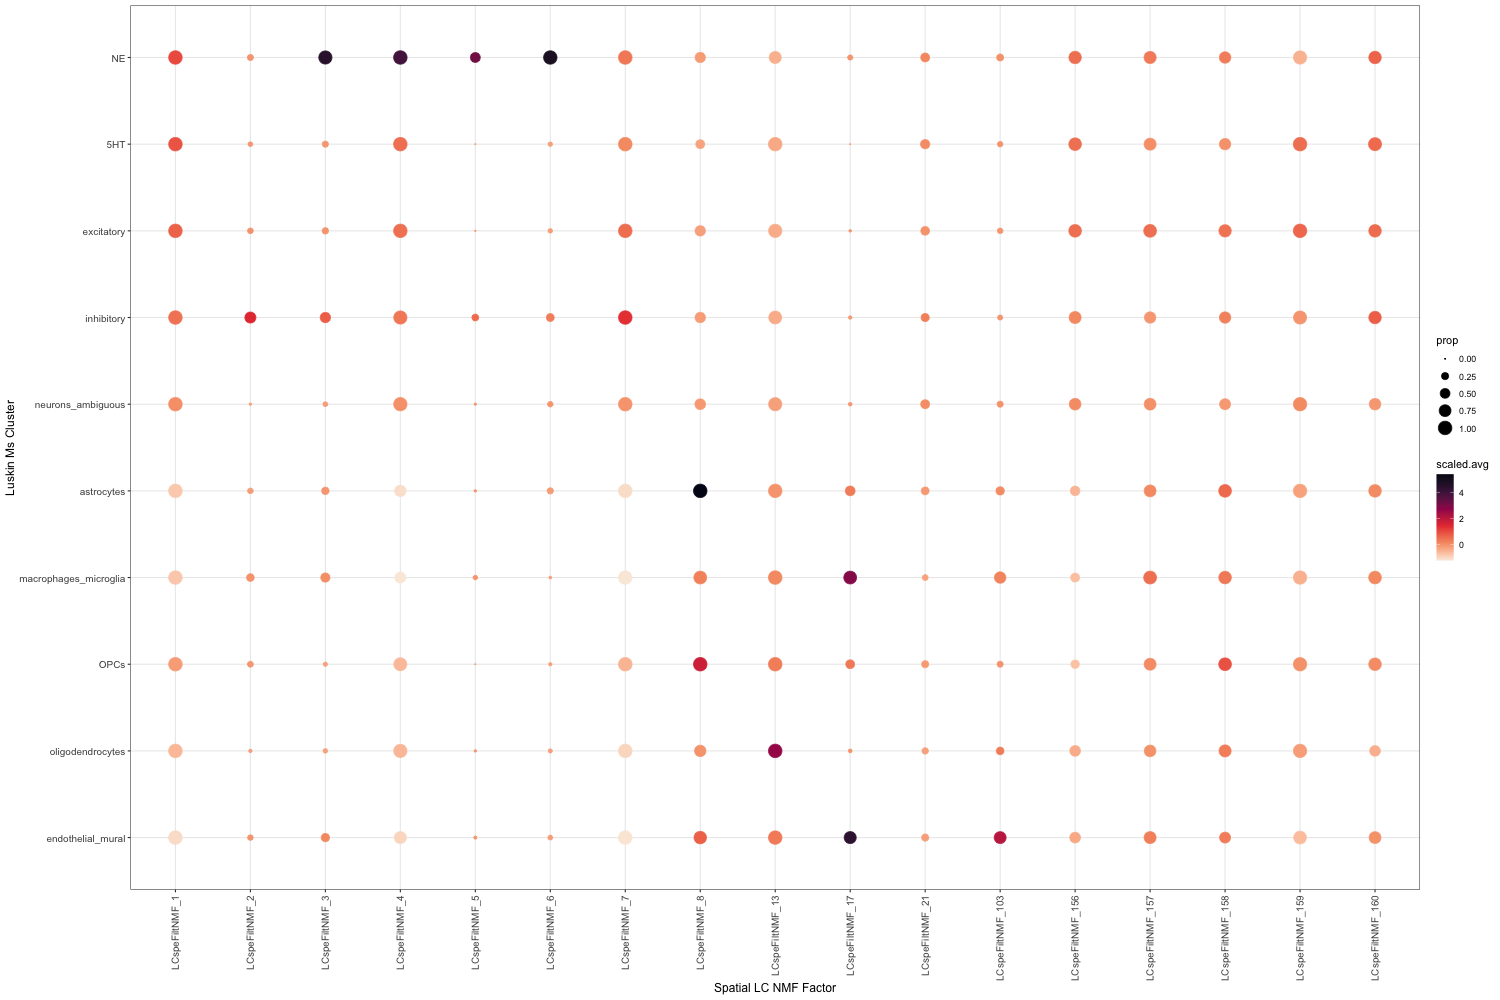 NE
5HT
excitatory
inhibitory
neurons_ambiguous
astrocytes
macrophages_microglia
OPCs
oligodendrocytes
endothelial_mural
Luskin Ms Cluster
LCspeFiltNMF_1
LCspeFiltNMF_2
LCspeFiltNMF_3
LCspeFiltNMF_4
LCspeFiltNMF_5
LCspeFiltNMF_6
LCspeFiltNMF_7
LCspeFiltNMF_8
LCspeFiltNMF_13
LCspeFiltNMF_17
LCspeFiltNMF_21
LCspeFiltNMF_103
LCspeFiltNMF_156
LCspeFiltNMF_157
LCspeFiltNMF_158
LCspeFiltNMF_159
LCspeFiltNMF_160
Spatial LC NMF Factor
prop
0.00
0.25
0.50
0.75
1.00
scaled.avg
4
2
0